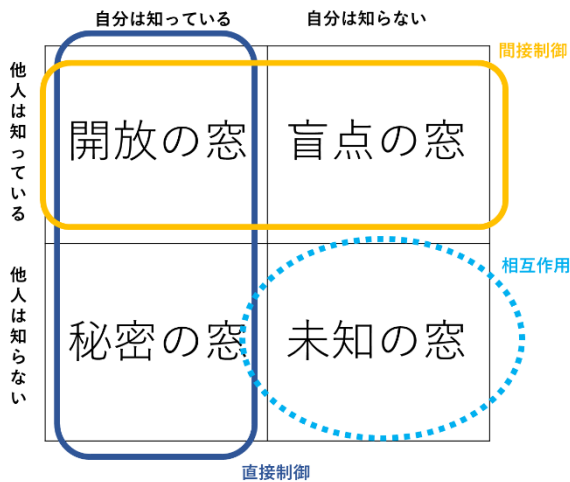 自分は知っている
自分は知らない
間接制御
他人は知っている
開放の窓
盲点の窓
相互作用
他人は知らない
秘密の窓
未知の窓
直接制御